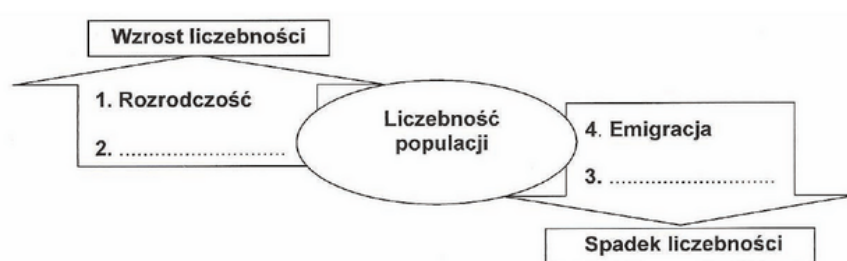 Wzrost liczebności
1. Rozrodczość
2. ..............................
Liczebność
populacji
4. Emigracja
3. ..............................
Spadek liczebności